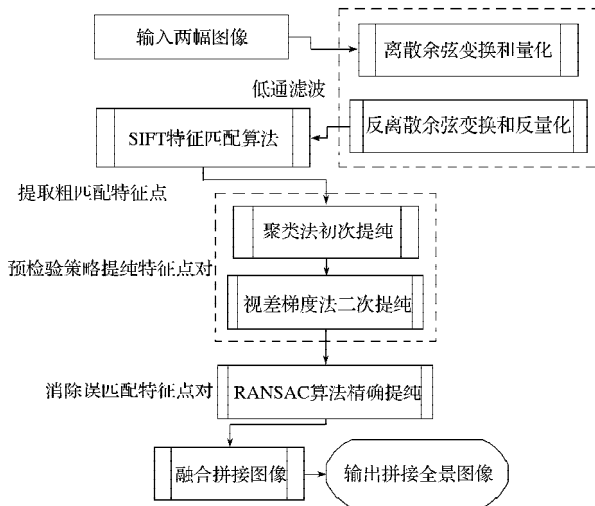 输入两幅图像
离散余弦变换和量化
低通滤波
反离散余弦变换和反量化
SIFT特征匹配算法
提取粗匹配特征点
聚类法初次提纯
预检验策略提纯特征点对
视差梯度法二次提纯
消除误匹配特征点对
RANSAC算法精确提纯
融合拼接图像
输出拼接全景图像